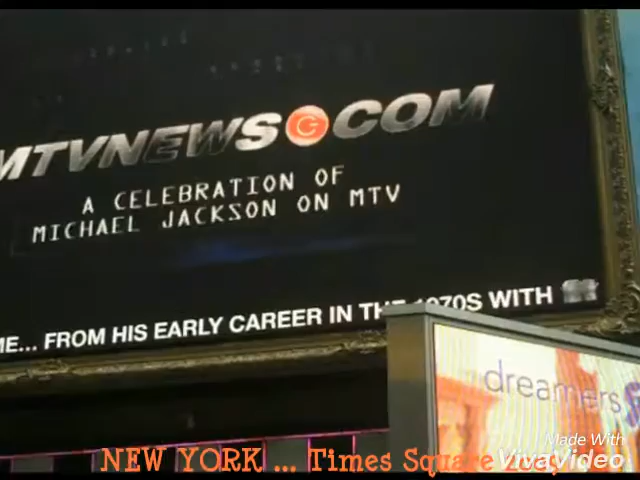 MTVNEWS.COM
A CELEBRATION OF
MICHAEL JACKSON ON MTV
ME... FROM HIS EARLY CAREER IN THE 1970S WITH
dreamers
Made With
VivaVideo
NEW YORK ... Times Square